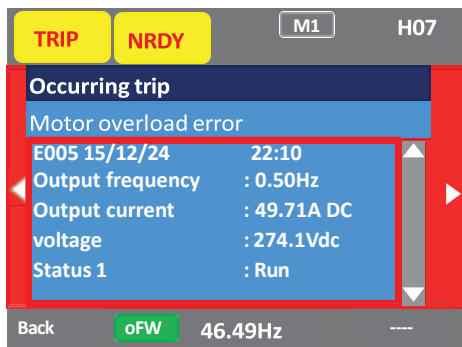 TRIP NRDY M1 H07
Occurring trip
Motor overload error
E005 15/12/24 22:10
Output frequency : 0.50Hz
Output current : 49.71A DC
voltage : 274.1Vdc
Status 1 : Run
Back oFW 46.49Hz ----